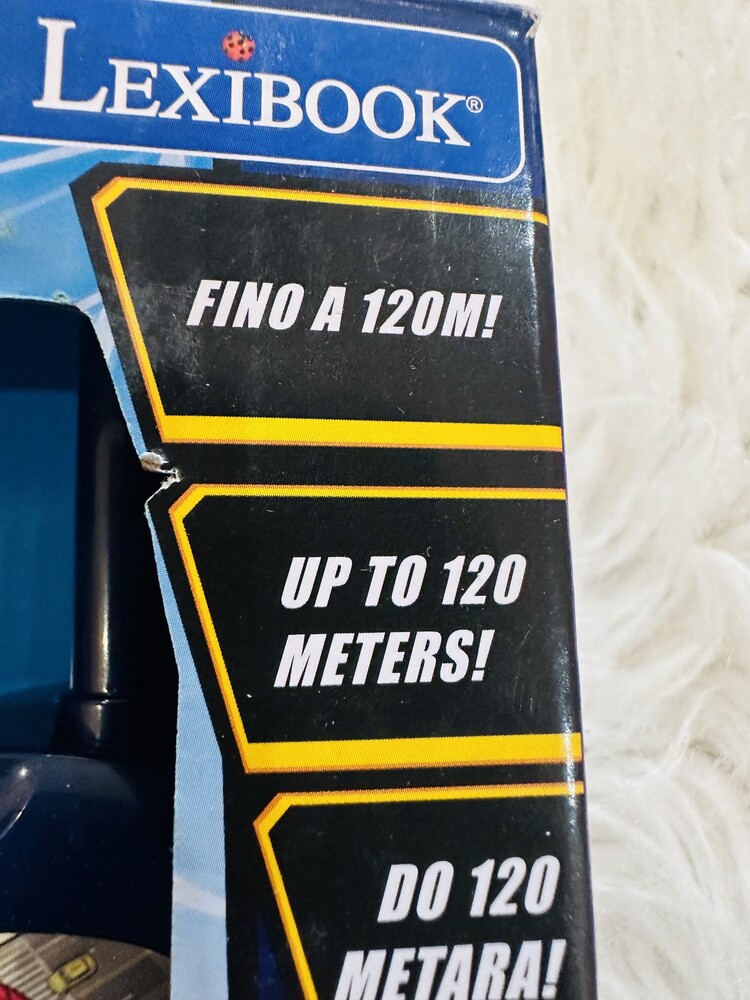 LEXIBOOK®
FINO A 120M!
UP TO 120
METERS!
DO 120
METARA!